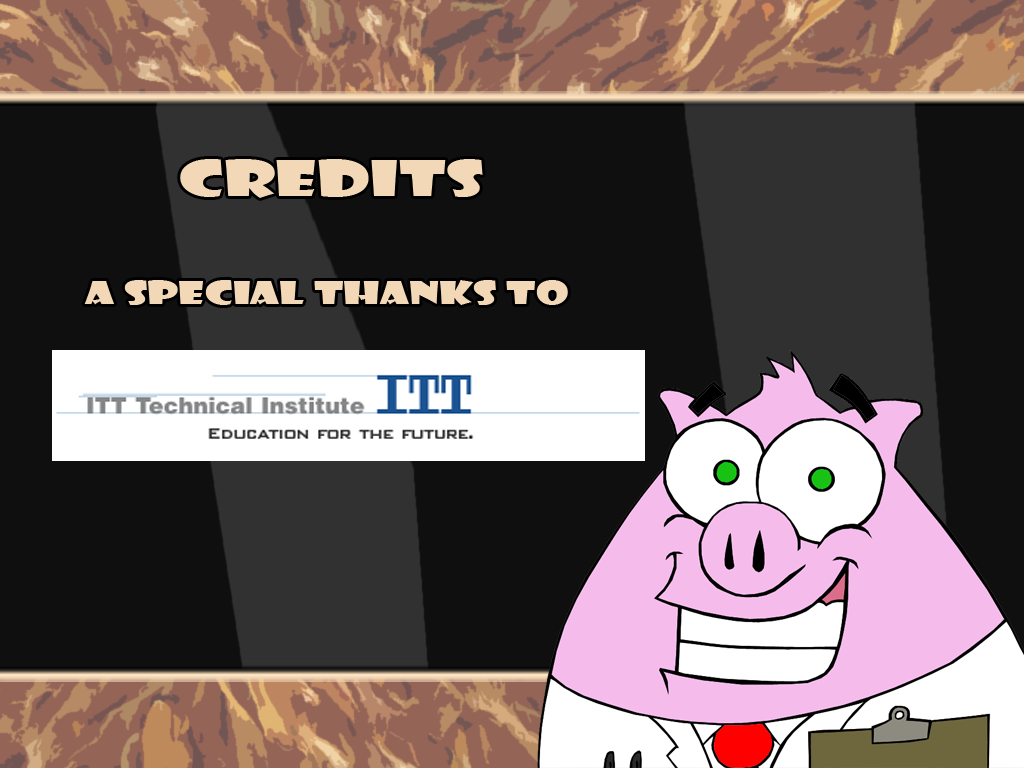 CREDITS
A SPECIAL THANKS TO
ITT Technical Institute ITT
EDUCATION FOR THE FUTURE.